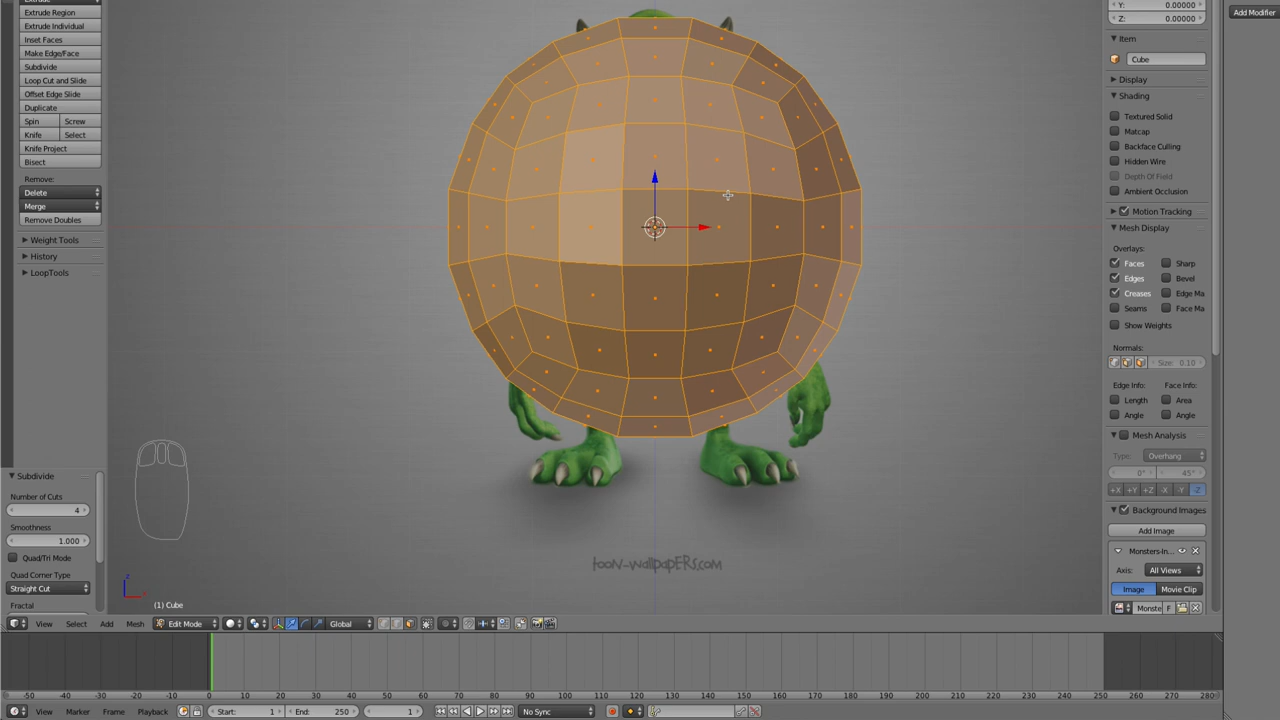 Extrude Region
Extrude Individual
Inset Faces
Make Edge/Face
Subdivide
Loop Cut and Slide
Offset Edge Slide
Duplicate
Spin Screw
Knife Select
Knife Project
Bisect
Remove:
Delete
Merge
Remove Doubles
Weight Tools
History
LoopTools
Subdivide
Number of Cuts
4
Smoothness
1.000
Quad/Tri Mode
Quad Corner Type
Straight Cut
Fractal
toon-wallpapers.com
z
(1) Cube
Y: 0.00000
Z: 0.00000
Item
Cube
Display
Shading
Textured Solid
Matcap
Backface Culling
Hidden Wire
Depth Of Field
Ambient Occlusion
Motion Tracking
Mesh Display
Overlays:
Faces Sharp
Edges Bevel
Creases Edge Ma
Seams Face Ma
Show Weights
Normals:
Size: 0.10
Edge Info: Face Info:
Length Area
Angle Angle
Mesh Analysis
Type: Overhang
0° 45°
+X +Y +Z -X -Y -Z
Background Images
Add Image
Monsters-In...
Axis: All Views
Image Movie Clip
Monste F
Add Modifier
View Select Add Mesh Edit Mode Global
-50 -40 -30 -20 -10 0 10 20 30 40 50 60 70 80 90 100 110 120 130 140 150 160 170 180 190 200 210 220 230 240 250 260 270 280
View Marker Frame Playback Start: 1 End: 250 1 No Sync